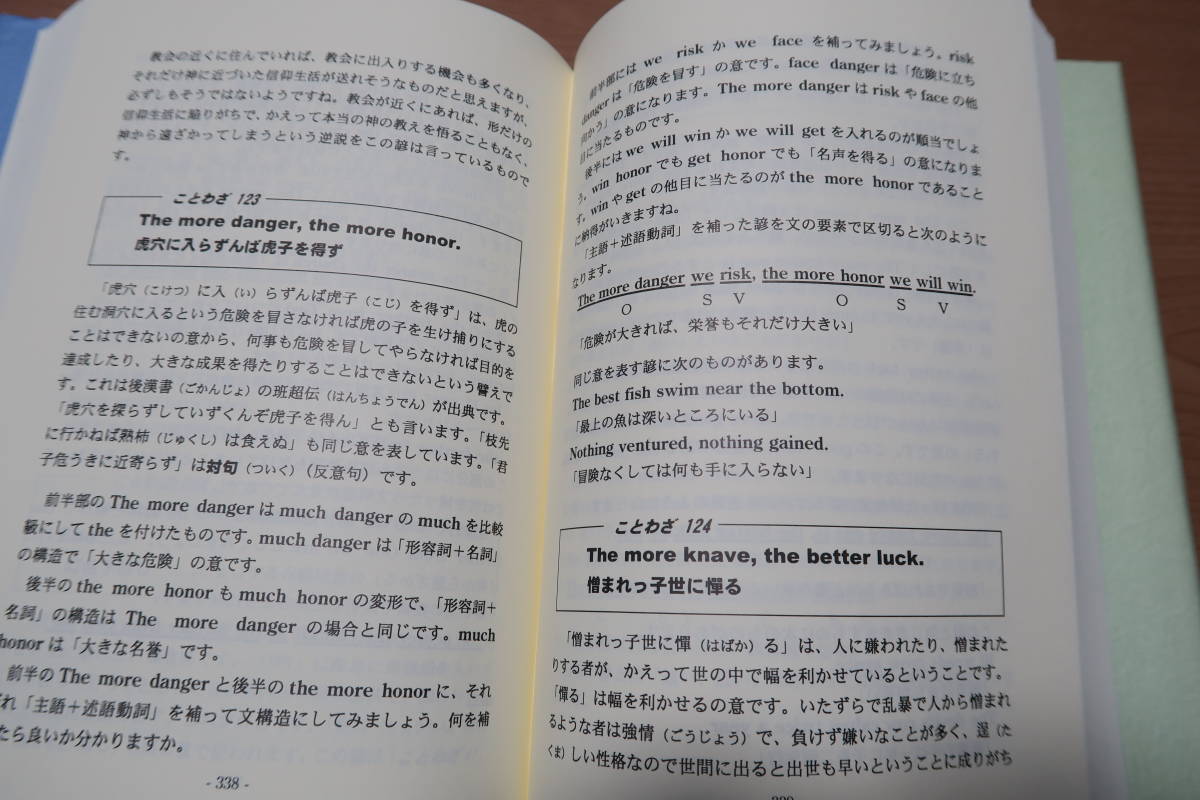 教会の近くに住んでいれば、教会に出入りする機会も多くなり、
それだけ神に近づいた信仰生活が送れそうなものだと思えますが、
必ずしもそうではないようですね。教会が近くにあれば、形だけの
信仰生活に陥りがちで、かえって本当の神の教えを悟ることもなく、
神から遠ざかってしまうという逆説をこの諺は言っているもので
す。
ことわざ 123
The more danger, the more honor.
虎穴に入らずんば虎子を得ず
「虎穴（こけつ）に入（い）らずんば虎子（こじ）を得ず」は、虎の
住む洞穴に入るという危険を冒さなければ虎の子を生け捕りにする
ことはできないの意から、何事も危険を冒してやらなければ目的を
達成したり、大きな成果を得たりすることはできないという譬えで
す。これは後漢書（ごかんじょ）の班超伝（はんちょうでん）が出典です。
「虎穴を探らずしていずくんぞ虎子を得ん」とも言います。「枝先
に行かねば熟柿（じゅくし）は食えぬ」も同じ意を表しています。「君
子危うきに近寄らず」は対句（ついく）（反意句）です。
前半部の The more danger は much danger の much を比較
級にして the を付けたものです。much danger は「形容詞＋名詞」
の構造で「大きな危険」の意です。
後半の the more honor も much honor の変形で、「形容詞＋
名詞」の構造は The more danger の場合と同じです。much
honor は「大きな名誉」です。
前半の The more danger と後半の the more honor に、それ
ぞれ「主語＋述語動詞」を補って文構造にしてみましょう。何を補
ったら良いか分かりますか。
- 338 -
前半部には we risk か we face を補ってみましょう。risk
danger は「危険を冒す」の意です。face danger は「危険に立ち
向かう」の意になります。The more danger は risk や face の他
目に当たるものです。
後半には we will win か we will get を入れるのが順当でしょ
う。win honor でも get honor でも「名声を得る」の意になりま
す。win や get の他目に当たるのが the more honor であること
に納得がいきますね。
「主語＋述語動詞」を補った諺を文の要素で区切ると次のように
なります。
The more danger we risk, the more honor we will win.
O S V O S V
「危険が大きれば、栄誉もそれだけ大きい」
同じ意を表す諺に次のものがあります。
The best fish swim near the bottom.
「最上の魚は深いところにいる」
Nothing ventured, nothing gained.
「冒険なくしては何も手に入らない」
ことわざ 124
The more knave, the better luck.
憎まれっ子世に憚る
「憎まれっ子世に憚（はばか）る」は、人に嫌われたり、憎まれた
りする者が、かえって世の中で幅を利かせているということです。
「憚る」は幅を利かせるの意です。いたずらで乱暴で人から憎まれ
るような者は強情（ごうじょう）で、負けず嫌いなことが多く、逞（た
くま）しい性格なので世間に出ると出世も早いということに成りがち